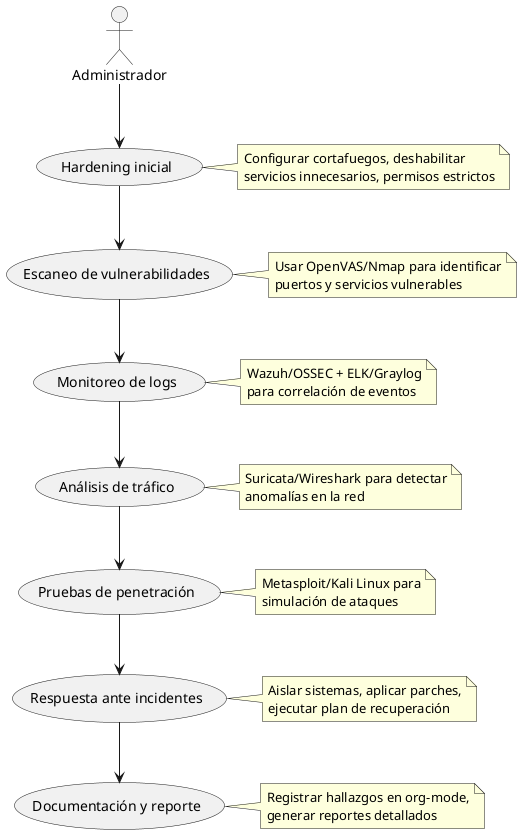 Administrador
Hardening inicial
Configurar cortafuegos, deshabilitar
servicios innecesarios, permisos estrictos
Escaneo de vulnerabilidades
Usar OpenVAS/Nmap para identificar
puertos y servicios vulnerables
Monitoreo de logs
Wazuh/OSSEC + ELK/Graylog
para correlación de eventos
Análisis de tráfico
Suricata/Wireshark para detectar
anomalías en la red
Pruebas de penetración
Metasploit/Kali Linux para
simulación de ataques
Respuesta ante incidentes
Aislar sistemas, aplicar parches,
ejecutar plan de recuperación
Documentación y reporte
Registrar hallazgos en org-mode,
generar reportes detallados